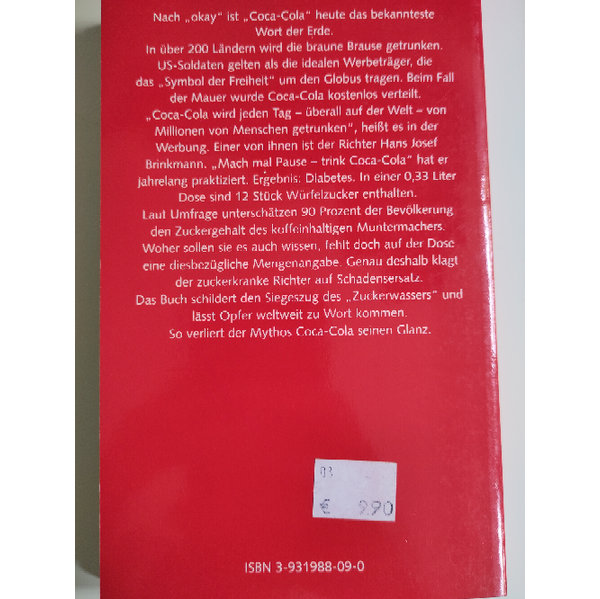 Nach „okay“ ist „Coca-Cola“ heute das bekannteste
Wort der Erde.
In über 200 Ländern wird die braune Brause getrunken.
US-Soldaten gelten als die idealen Werbeträger, die
das „Symbol der Freiheit“ um den Globus tragen. Beim Fall
der Mauer wurde Coca-Cola kostenlos verteilt.
„Coca-Cola wird jeden Tag – überall auf der Welt – von
Millionen von Menschen getrunken“, heißt es in der
Werbung. Einer von ihnen ist der Richter Hans Josef
Brinkmann. „Mach mal Pause – trink Coca-Cola“ hat er
jahrelang praktiziert. Ergebnis: Diabetes. In einer 0,33 Liter
Dose sind 12 Stück Würfelzucker enthalten.
Laut Umfrage unterschätzen 90 Prozent der Bevölkerung
den Zuckergehalt des koffeinhaltigen Muntermachers.
Woher sollen sie es auch wissen, fehlt doch auf der Dose
eine diesbezügliche Mengenangabe. Genau deshalb klagt
der zuckerkranke Richter auf Schadensersatz.
Das Buch schildert den Siegeszug des „Zuckerwassers“ und
lässt Opfer weltweit zu Wort kommen.
So verliert der Mythos Coca-Cola seinen Glanz.
03
€ 9.90
ISBN 3-931988-09-0